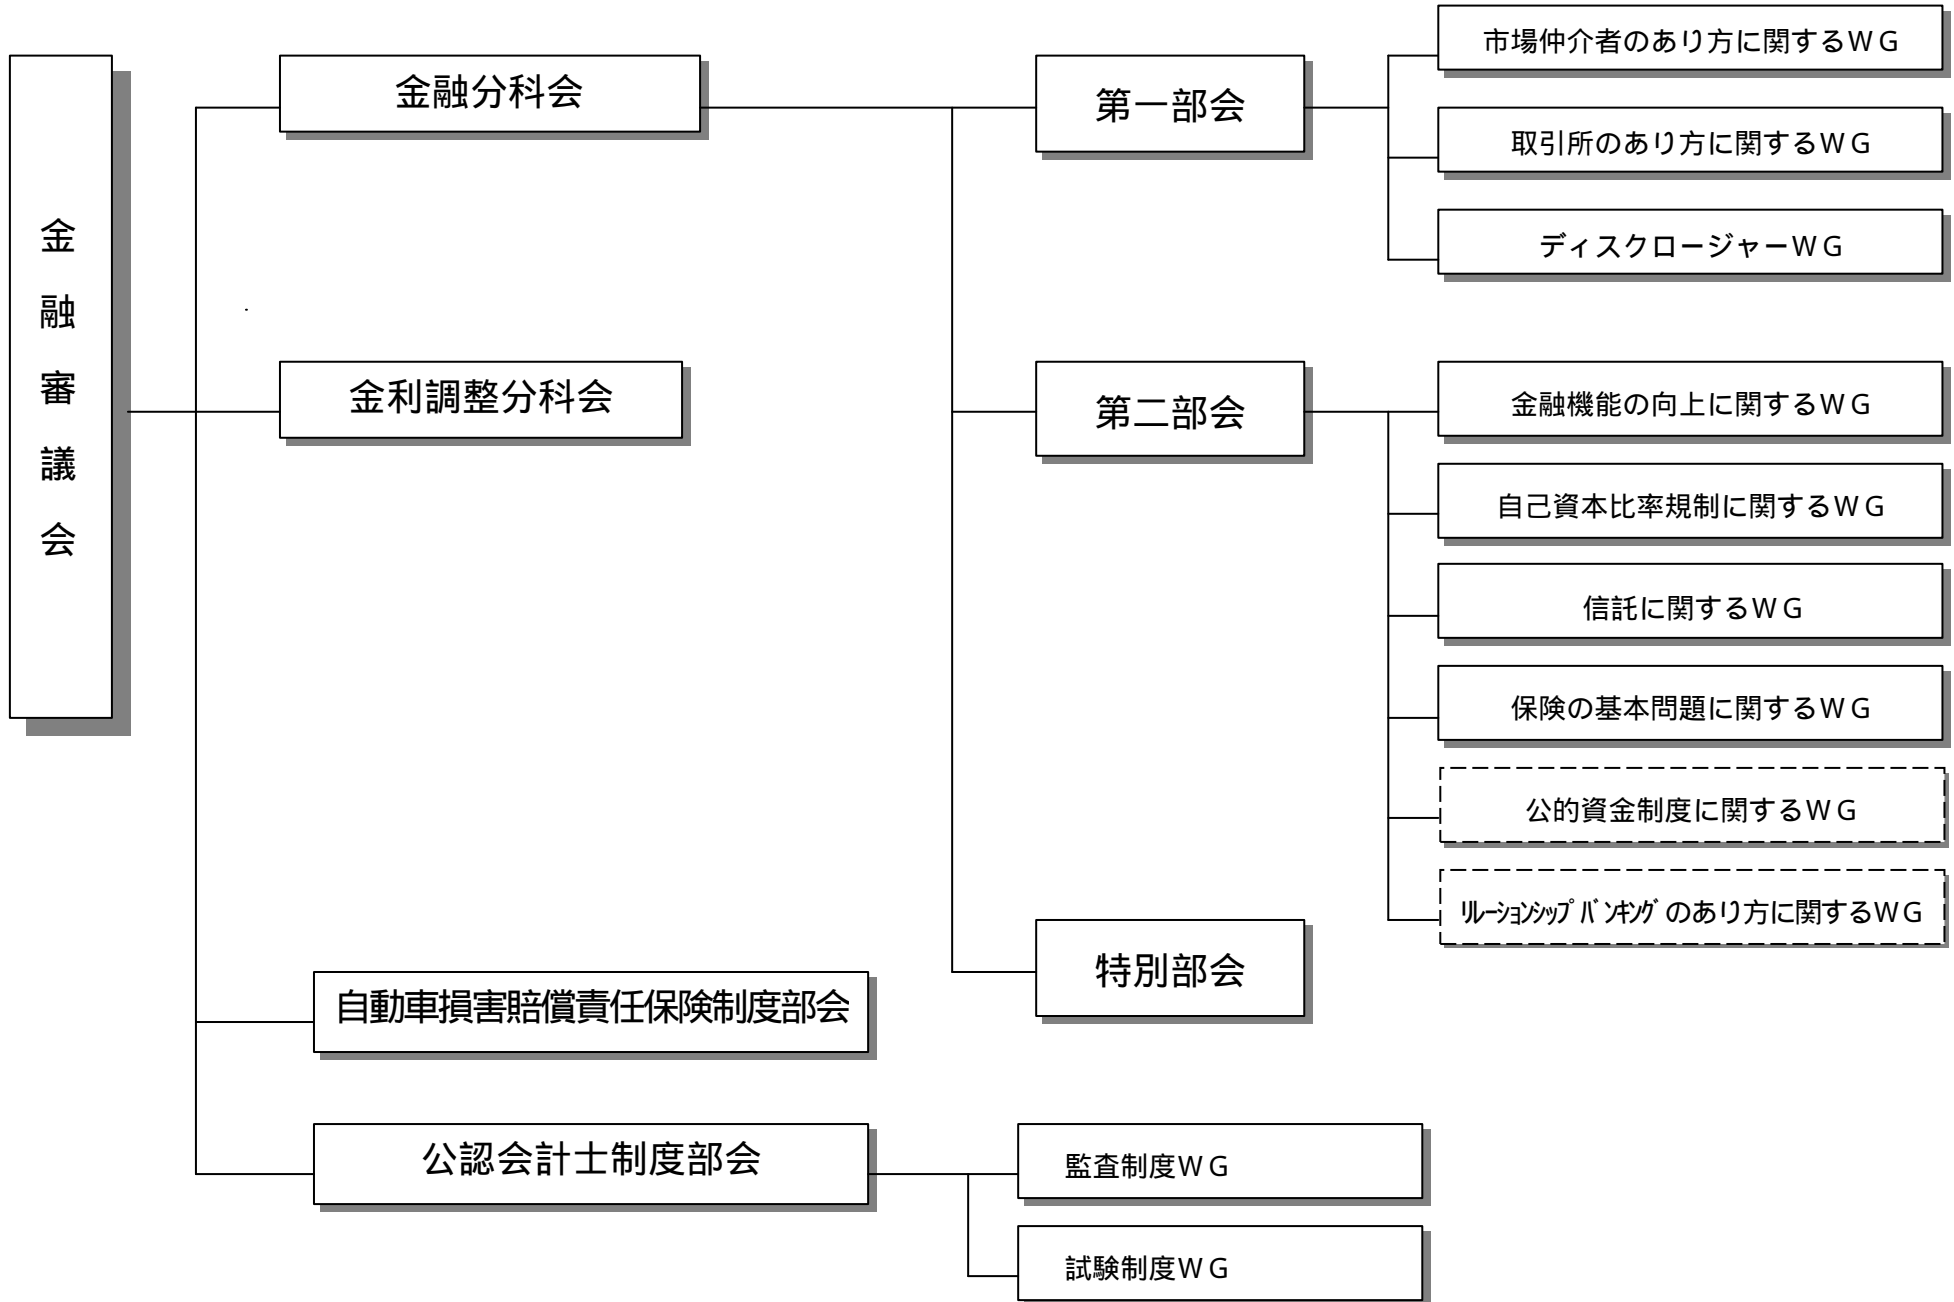 金融審議会
金融分科会
第一部会
市場仲介者のあり方に関するＷＧ
取引所のあり方に関するＷＧ
ディスクロージャーＷＧ
金利調整分科会
第二部会
金融機能の向上に関するＷＧ
自己資本比率規制に関するＷＧ
信託に関するＷＧ
保険の基本問題に関するＷＧ
公的資金制度に関するＷＧ
ﾘﾚｰｼｮﾝｼｯﾌﾟﾊﾞﾝｷﾝｸﾞのあり方に関するＷＧ
特別部会
自動車損害賠償責任保険制度部会
公認会計士制度部会
監査制度ＷＧ
試験制度ＷＧ